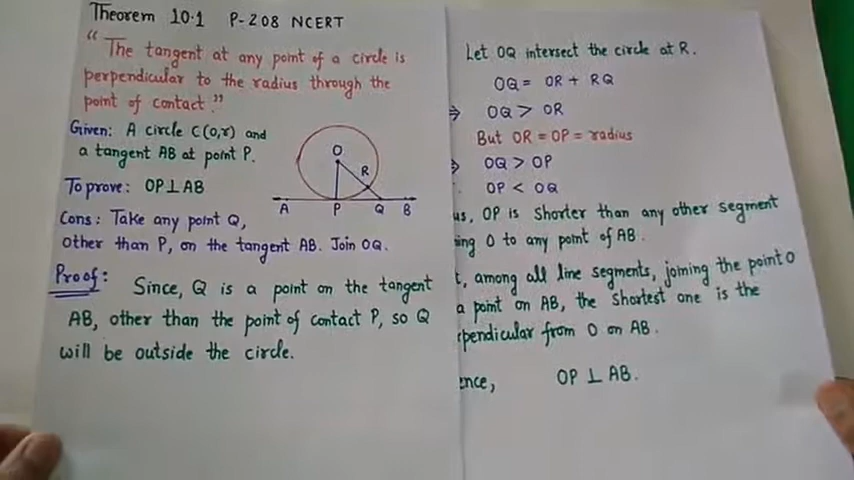 Theorem 10.1 P-208 NCERT
“ The tangent at any point of a circle is
perpendicular to the radius through the
point of contact. ”
Given: A circle C(O,r) and
a tangent AB at point P.
To prove: OP⊥AB
Cons: Take any point Q,
other than P, on the tangent AB. Join OQ.
O
R
A P Q B
Proof: Since, Q is a point on the tangent
AB, other than the point of contact P, so Q
will be outside the circle.
Let OQ intersect the circle at R.
OQ = OR + RQ
⇒ OQ > OR
But OR = OP = radius
⇒ OQ > OP
OP < OQ
us, OP is shorter than any other segment
ing O to any point of AB.
t, among all line segments, joining the point O
a point on AB, the shortest one is the
rpendicular from O on AB.
ence, OP ⊥ AB.